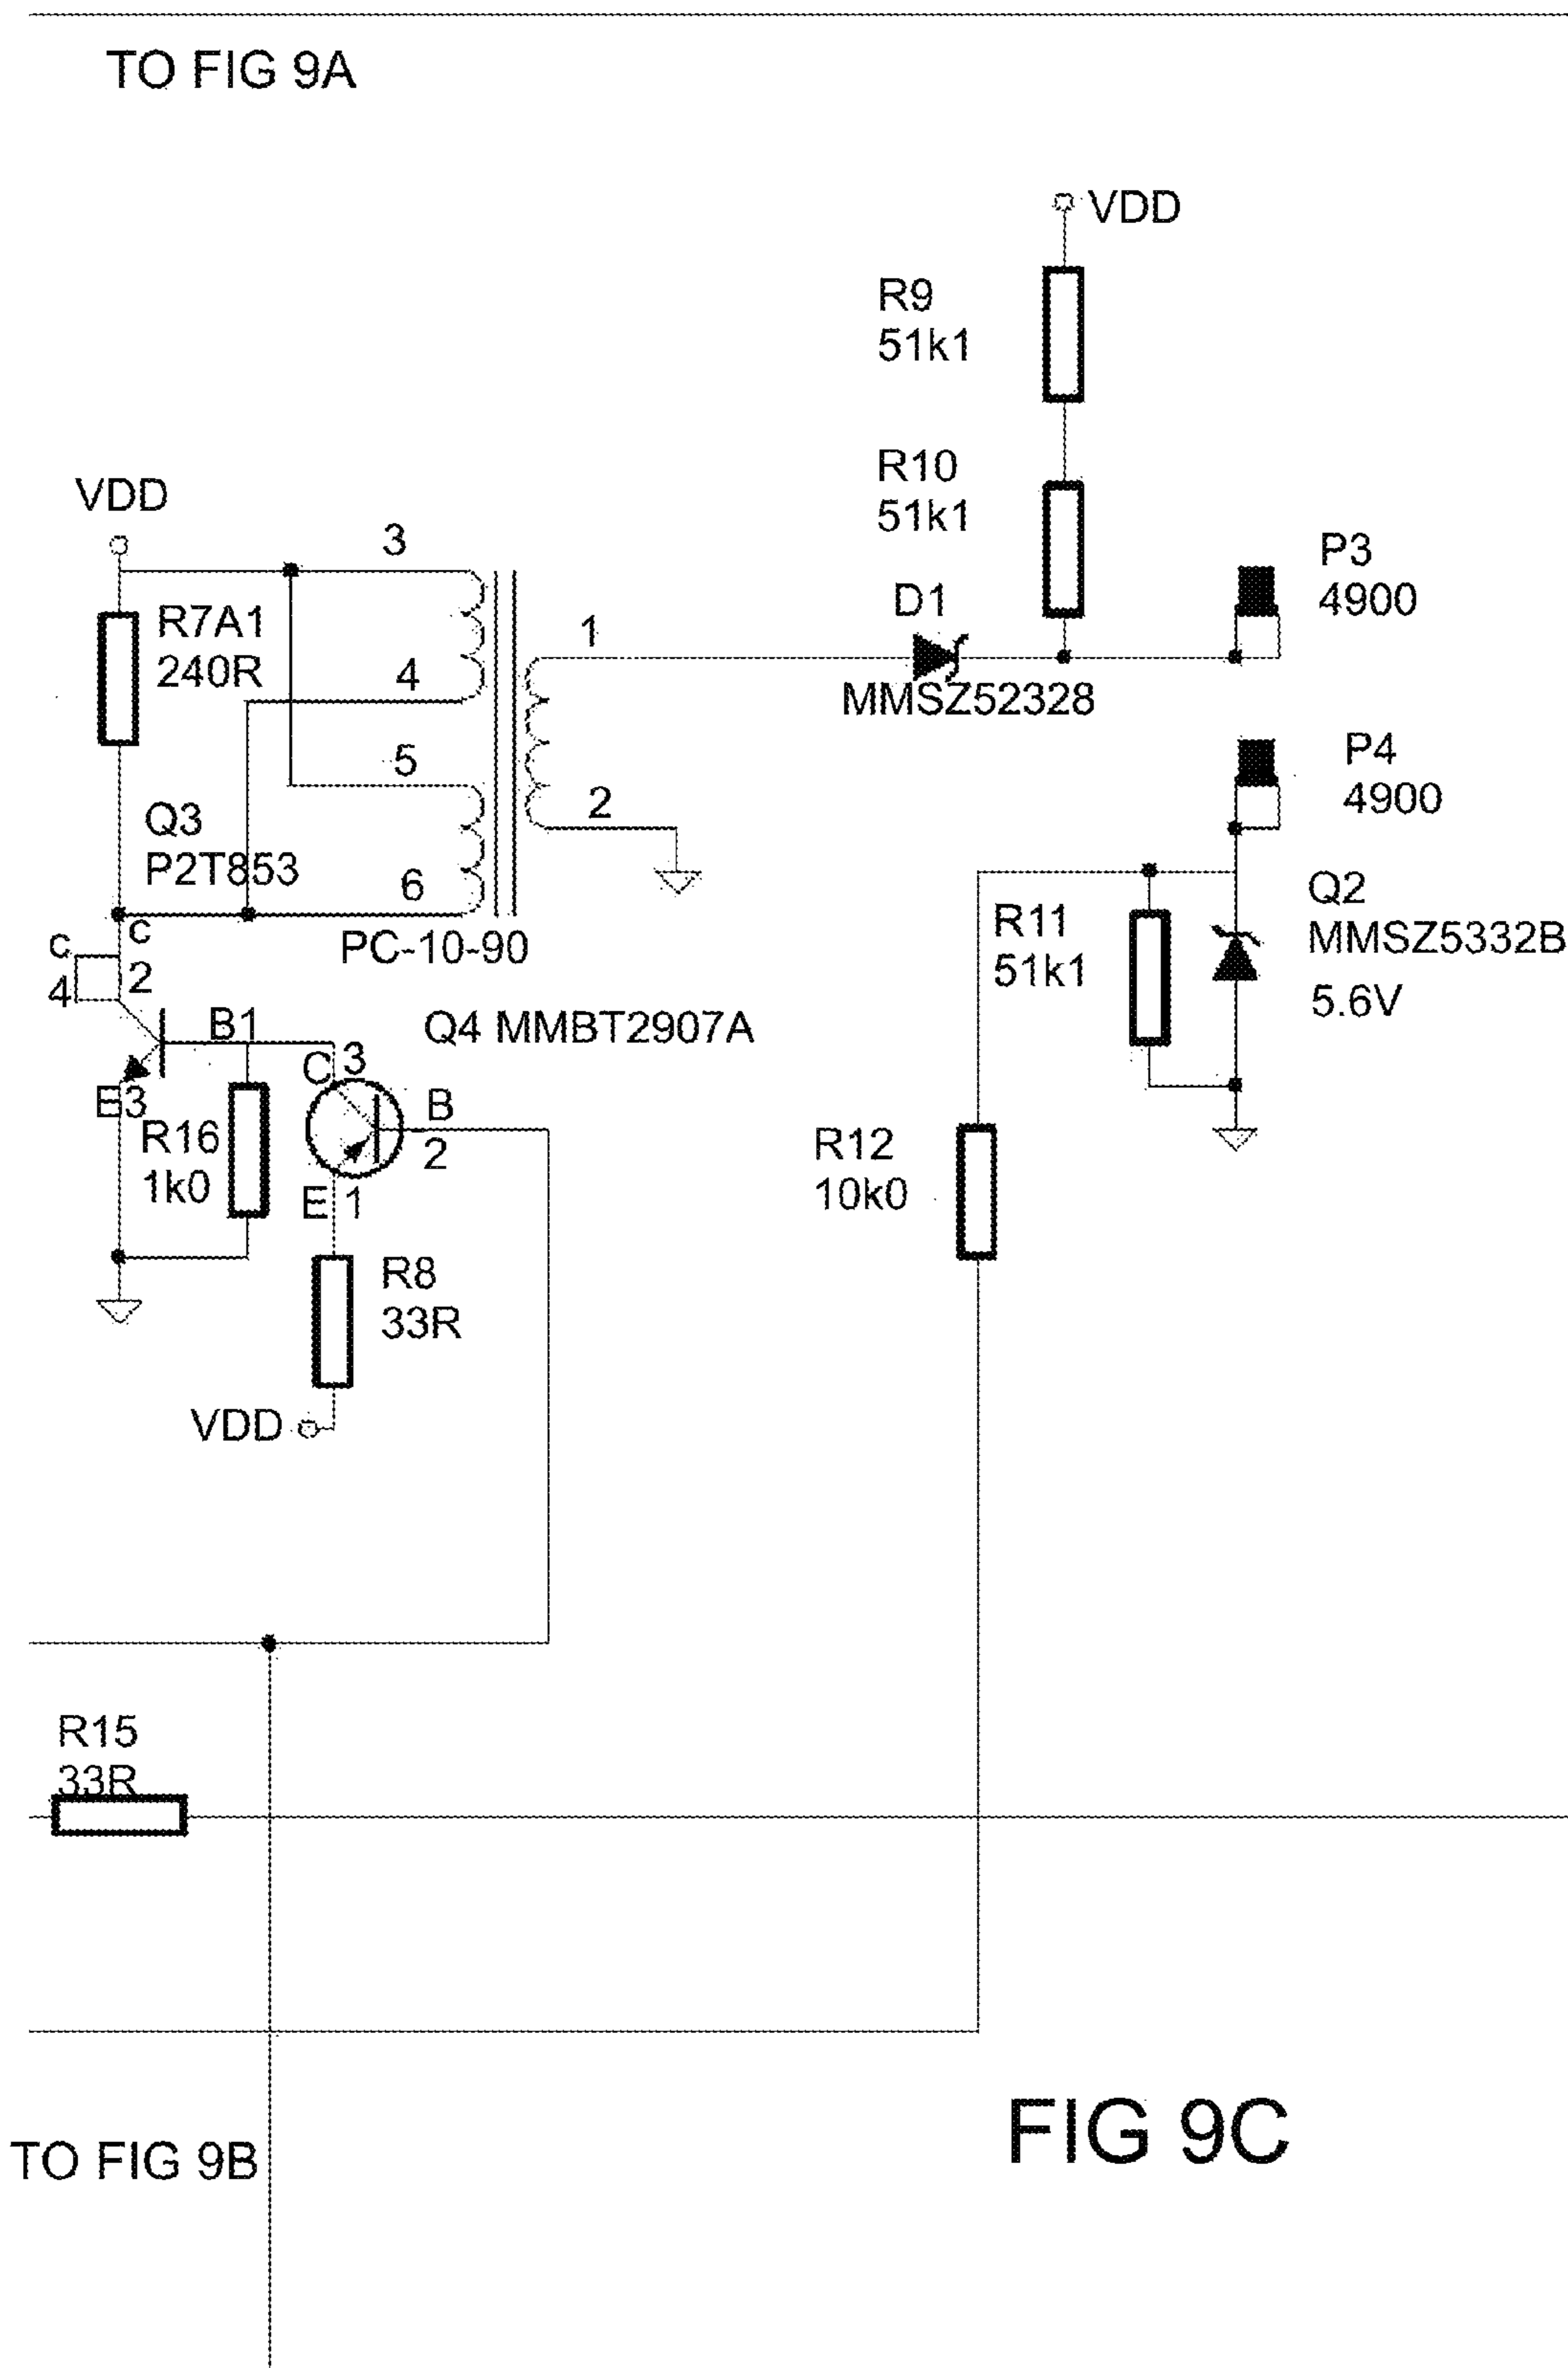 TO FIG 9A
VDD
R9
51k1
R10
51k1
VDD
3
P3
4900
D1
1
R7A1
240R
4
MMSZ52328
5
P4
4900
2
Q3
P2T853
6
Q2
MMSZ5332B
5.6V
R11
51k1
PC-10-90
c
c
2
4
B1
Q4 MMBT2907A
C
3
B
2
E3
R16
1k0
E
1
R12
10k0
R8
33R
VDD
R15
33R
FIG 9C
TO FIG 9B